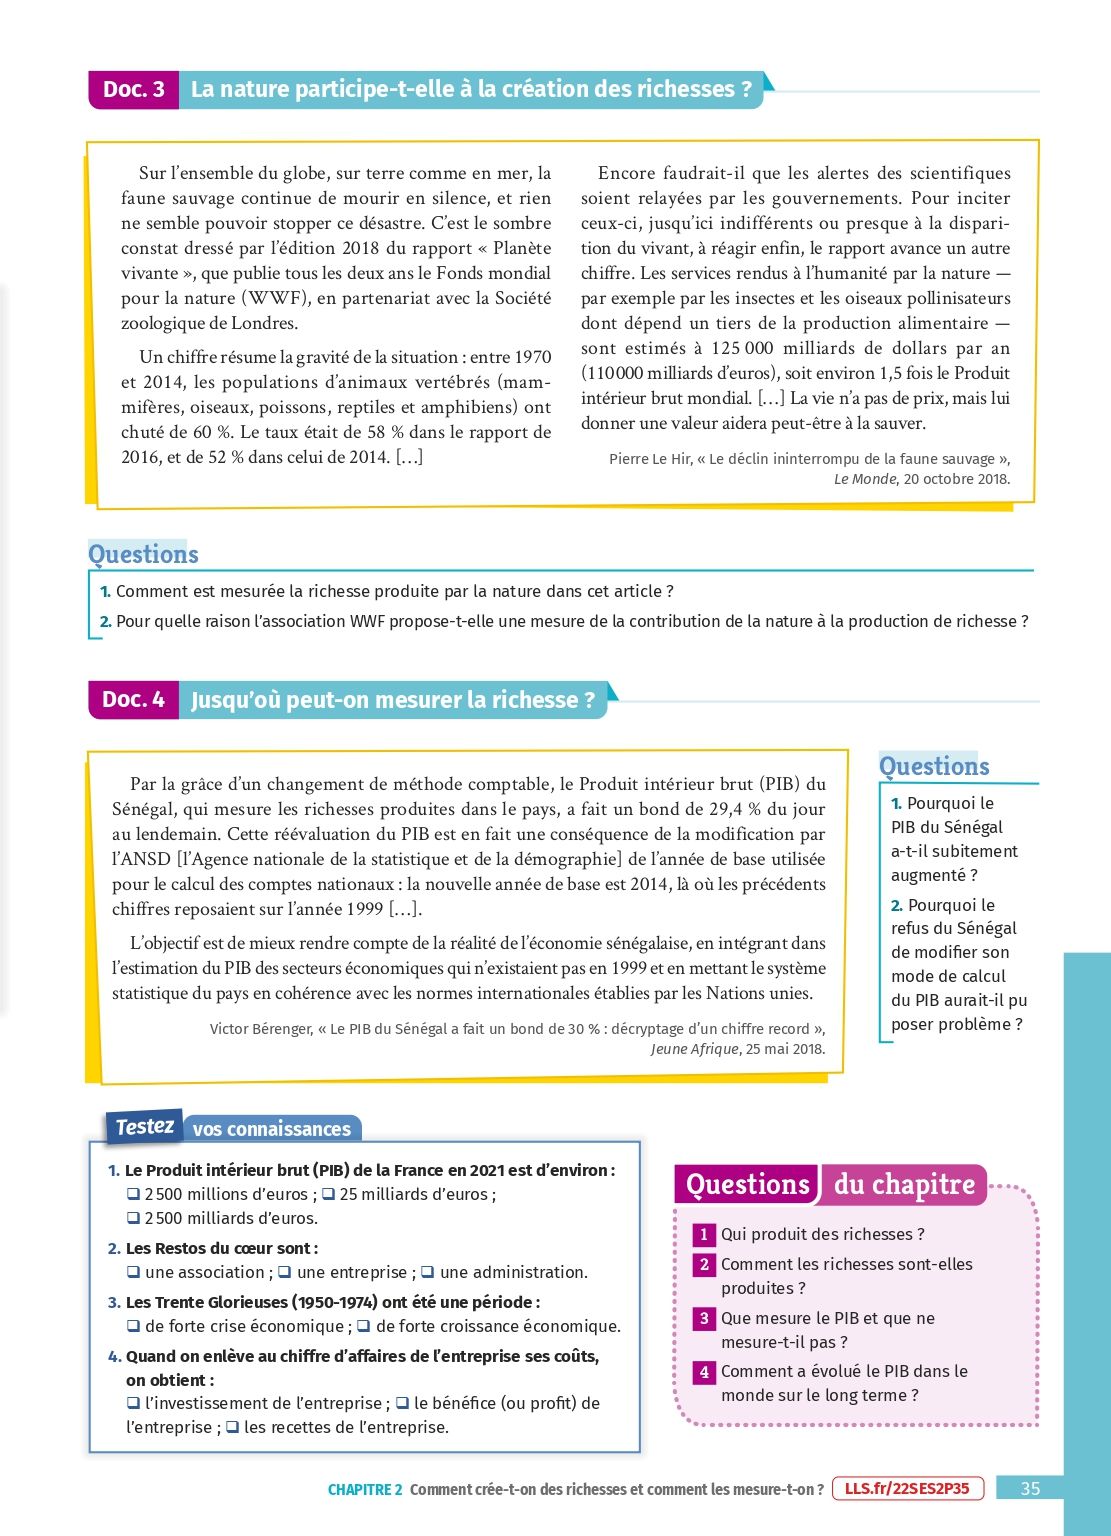 Doc. 3 La nature participe-t-elle à la création des richesses ?
Sur l'ensemble du globe, sur terre comme en mer, la
faune sauvage continue de mourir en silence, et rien
ne semble pouvoir stopper ce désastre. C'est le sombre
constat dressé par l'édition 2018 du rapport « Planète
vivante », que publie tous les deux ans le Fonds mondial
pour la nature (WWF), en partenariat avec la Société
zoologique de Londres.
Un chiffre résume la gravité de la situation : entre 1970
et 2014, les populations d'animaux vertébrés (mam-
mifères, oiseaux, poissons, reptiles et amphibiens) ont
chuté de 60 %. Le taux était de 58 % dans le rapport de
2016, et de 52 % dans celui de 2014. [...]
Encore faudrait-il que les alertes des scientifiques
soient relayées par les gouvernements. Pour inciter
ceux-ci, jusqu'ici indifférents ou presque à la dispari-
tion du vivant, à réagir enfin, le rapport avance un autre
chiffre. Les services rendus à l'humanité par la nature —
par exemple par les insectes et les oiseaux pollinisateurs
dont dépend un tiers de la production alimentaire —
sont estimés à 125 000 milliards de dollars par an
(110 000 milliards d'euros), soit environ 1,5 fois le Produit
intérieur brut mondial. [...] La vie n'a pas de prix, mais lui
donner une valeur aidera peut-être à la sauver.
Pierre Le Hir, « Le déclin ininterrompu de la faune sauvage »,
Le Monde, 20 octobre 2018.
Questions
1. Comment est mesurée la richesse produite par la nature dans cet article ?
2. Pour quelle raison l'association WWF propose-t-elle une mesure de la contribution de la nature à la production de richesse ?
Doc. 4 Jusqu'où peut-on mesurer la richesse ?
Par la grâce d'un changement de méthode comptable, le Produit intérieur brut (PIB) du
Sénégal, qui mesure les richesses produites dans le pays, a fait un bond de 29,4 % du jour
au lendemain. Cette réévaluation du PIB est en fait une conséquence de la modification par
l'ANSD [l'Agence nationale de la statistique et de la démographie] de l'année de base utilisée
pour le calcul des comptes nationaux : la nouvelle année de base est 2014, là où les précédents
chiffres reposaient sur l'année 1999 [...].
L'objectif est de mieux rendre compte de la réalité de l'économie sénégalaise, en intégrant dans
l'estimation du PIB des secteurs économiques qui n'existaient pas en 1999 et en mettant le système
statistique du pays en cohérence avec les normes internationales établies par les Nations unies.
Victor Bérenger, « Le PIB du Sénégal a fait un bond de 30 % : décryptage d'un chiffre record »,
Jeune Afrique, 25 mai 2018.
Questions
1. Pourquoi le
PIB du Sénégal
a-t-il subitement
augmenté ?
2. Pourquoi le
refus du Sénégal
de modifier son
mode de calcul
du PIB aurait-il pu
poser problème ?
Testez vos connaissances
1. Le Produit intérieur brut (PIB) de la France en 2021 est d'environ :
❏ 2 500 millions d'euros ; ❏ 25 milliards d'euros ;
❏ 2 500 milliards d'euros.
2. Les Restos du cœur sont :
❏ une association ; ❏ une entreprise ; ❏ une administration.
3. Les Trente Glorieuses (1950-1974) ont été une période :
❏ de forte crise économique ; ❏ de forte croissance économique.
4. Quand on enlève au chiffre d'affaires de l'entreprise ses coûts,
on obtient :
❏ l'investissement de l'entreprise ; ❏ le bénéfice (ou profit) de
l'entreprise ; ❏ les recettes de l'entreprise.
Questions du chapitre
1 Qui produit des richesses ?
2 Comment les richesses sont-elles
produites ?
3 Que mesure le PIB et que ne
mesure-t-il pas ?
4 Comment a évolué le PIB dans le
monde sur le long terme ?
CHAPITRE 2 Comment crée-t-on des richesses et comment les mesure-t-on ? LLS.fr/22SES2P35 35